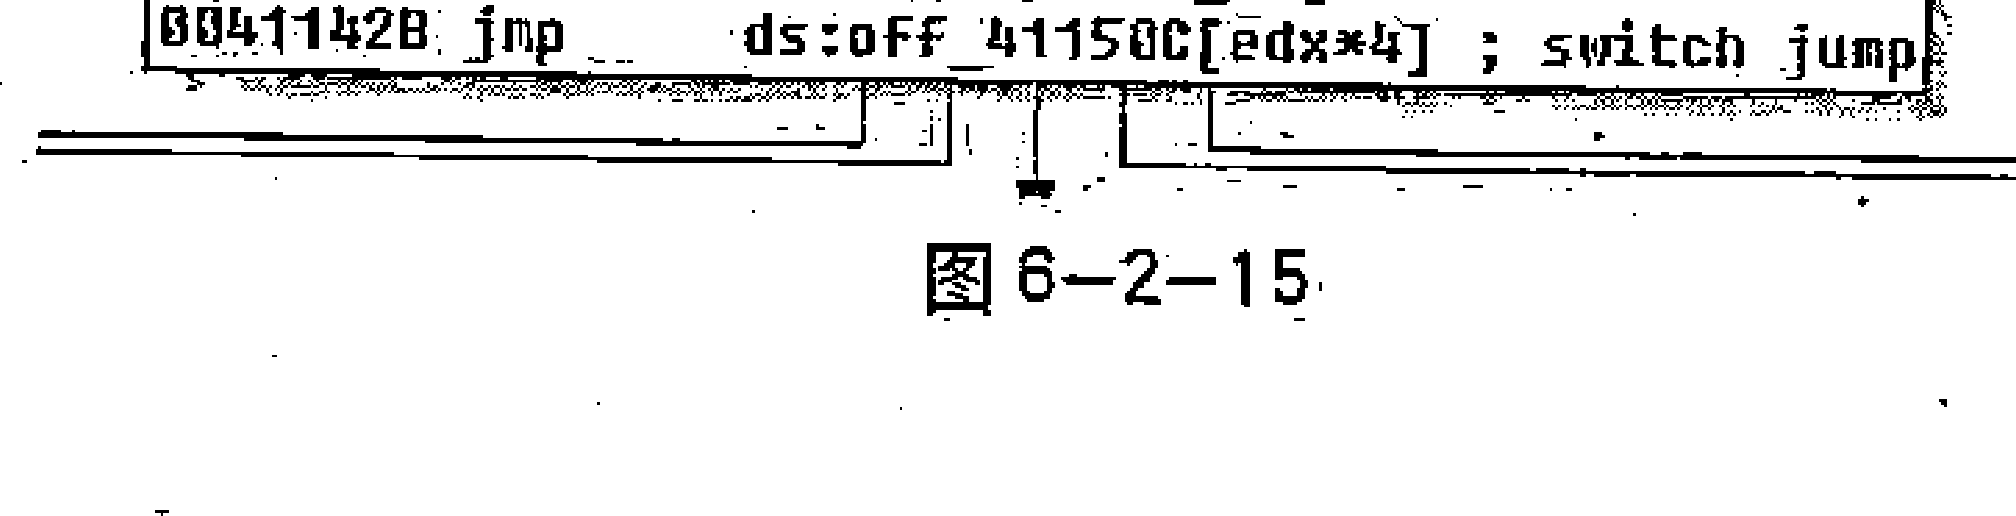 0041142B jmp ds:off_41150C[edx*4] ; switch jump
图 6-2-15